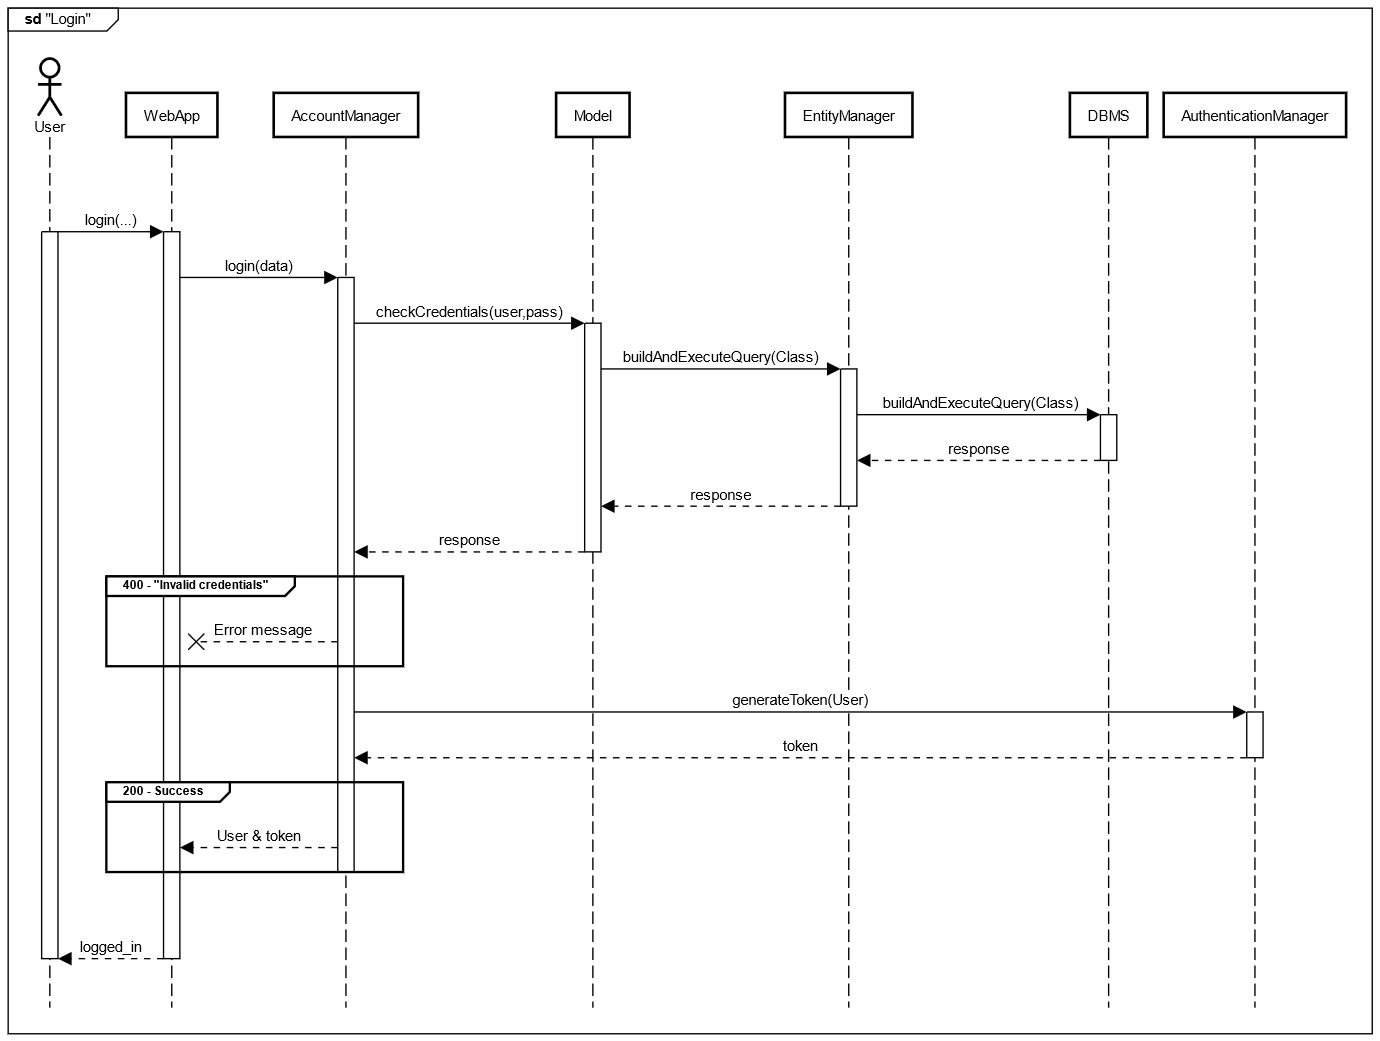 sd "Login"
User
WebApp
AccountManager
Model
EntityManager
DBMS
AuthenticationManager
login(...)
login(data)
checkCredentials(user,pass)
buildAndExecuteQuery(Class)
buildAndExecuteQuery(Class)
response
response
response
400 - "Invalid credentials"
Error message
generateToken(User)
token
200 - Success
User & token
logged_in